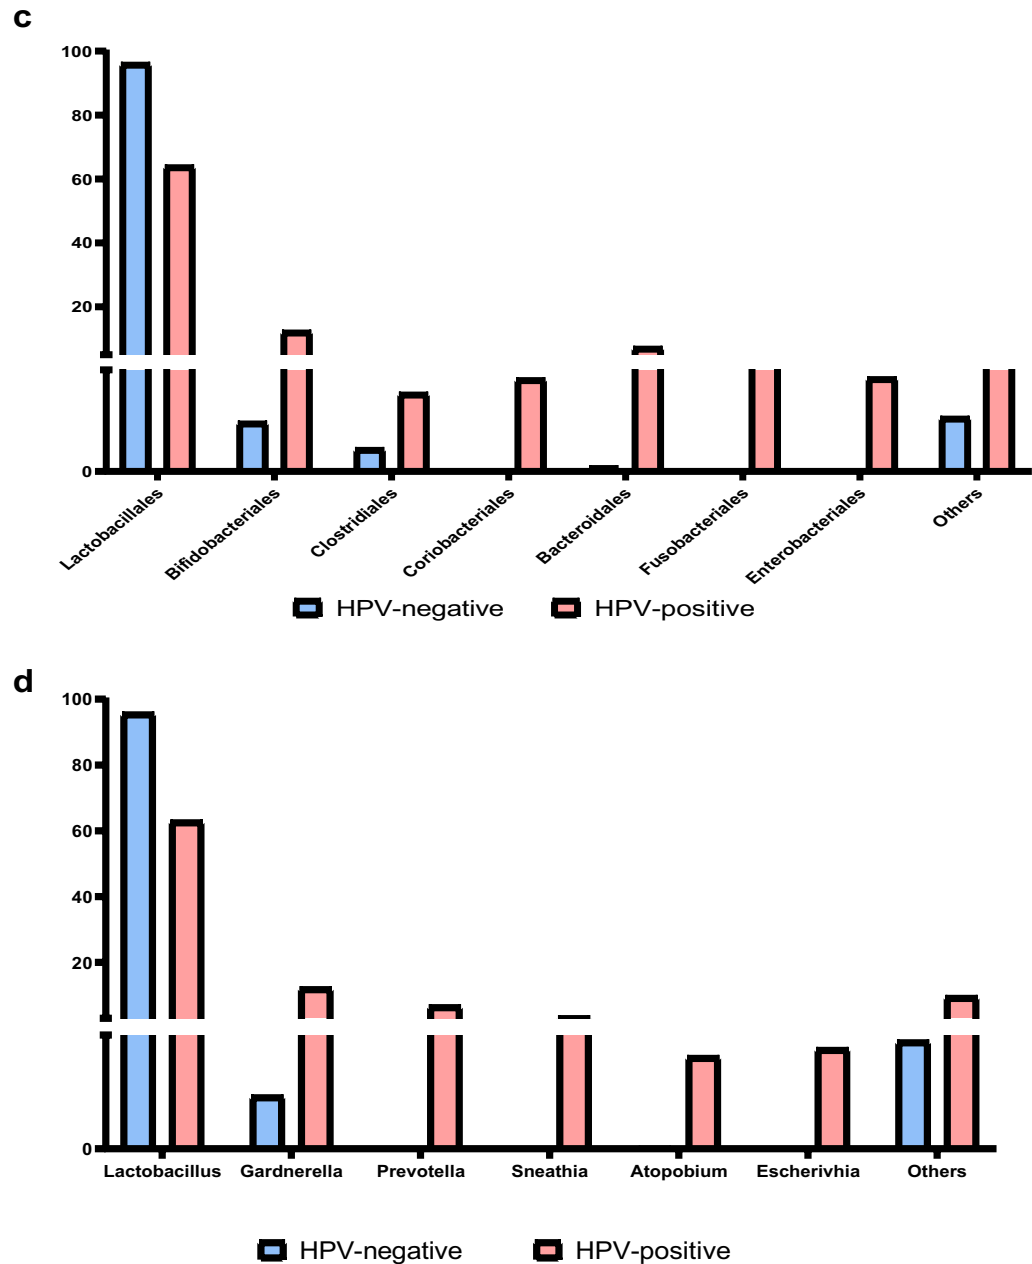 c
100
80
60
40
20
0
Lactobacillales
Bifidobacteriales
Clostridiales
Coriobacteriales
Bacteroidales
Fusobacteriales
Enterobacteriales
Others
HPV-negative HPV-positive
d
100
80
60
40
20
0
Lactobacillus Gardnerella Prevotella Sneathia Atopobium Escherivhia Others
HPV-negative HPV-positive